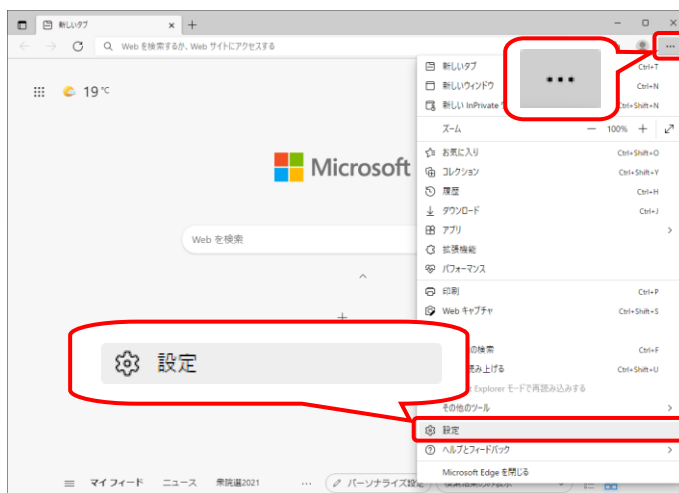 新しいタブ
Web を検索するか、Web サイトにアクセスする
19 ℃
Microsoft
Web を検索
マイ フィード ニュース 衆院選2021 … パーソナライズ設定
新しいタブ Ctrl+T
新しいウィンドウ Ctrl+N
新しい InPrivate Ctrl+Shift+N
ズーム 100%
お気に入り Ctrl+Shift+O
コレクション Ctrl+Shift+Y
履歴 Ctrl+H
ダウンロード Ctrl+J
アプリ
拡張機能
パフォーマンス
印刷 Ctrl+P
Web キャプチャ Ctrl+Shift+S
の検索 Ctrl+F
読み上げる Ctrl+Shift+U
Explorer モードで再読み込みする
その他のツール
設定
ヘルプとフィードバック
Microsoft Edge を閉じる
設定